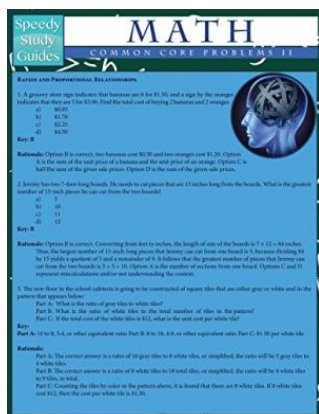 Speedy
Study
Guides
MATH
COMMON CORE PROBLEMS II
RATIOS AND PROPORTIONAL RELATIONSHIPS
1. A grocery store sign indicates that bananas are 6 for $1.50, and a sign by the oranges
indicates that they are 5 for $3.00. Find the total cost of buying 2 bananas and 2 oranges.
a)
b) $1.70
c) $2.25
d) $4.50
Key: B
Rationale: Option B is correct, two bananas cost $0.50 and two oranges cost $1.20. Option
A is the sum of the unit price of a banana and the unit price of an orange. Option C is
half the sum of the given unit prices. Option D is the sum of the given sale prices.
2. Jeremy has two 7-foot-long boards. He needs to cut pieces that are 15 inches long from the boards. What is the greatest
number of 15-inch pieces he can cut from the two boards?
a) 5
b) 10
c) 11
d) 12
Key: B
Rationale: Option B is correct. Converting from feet to inches, the length of one of the boards is 7 × 12 = 84 inches
Thus, the largest number of 15-inch long pieces that Jeremy can cut from one board is 5, because dividing 84
by 15 yields a quotient of 5 and a remainder of 9. It follows that the greatest number of pieces that Jeremy can
cut from the two boards is 5 + 5 = 10. Option A is the number of sections from one board. Options C and D
represent miscalculations and/or not understanding the context.
3. The new floor in the school cafeteria is going to be constructed of square tiles that are either gray or white and in the
pattern that appears below:
Part A: What is the ratio of gray tiles to white tiles?
Part B: What is the ratio of white tiles to the total number of tiles in the pattern?
Part C: If the total cost of the white tiles is $12, what is the unit cost per white tile?
Key:
Part A: 10 to 8, 5:4, or other equivalent ratio Part B: 8 to 18, 4:9, or other equivalent ratio Part C: $1.50 per white tile
Rationale:
Part A: The correct answer is a ratio of 10 gray tiles to 8 white tiles, or simplified, the ratio will be 5 gray tiles to
4 white tiles.
Part B: The correct answer is a ratio of 8 white tiles to 18 total tiles, or simplified, the ratio will be 4 white tiles
to 9 tiles, in total.
Part C: Counting the tiles by color in the pattern above, it is found that there are 8 white tiles. If 8 white tiles
cost $12, then the cost per white tile is $1.50.